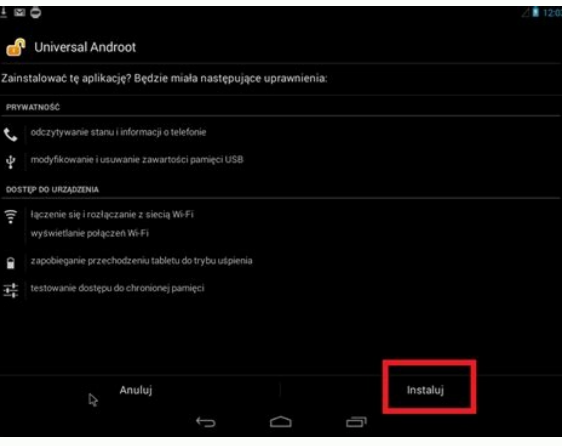 12:03
Universal Androot
Zainstalować tę aplikację? Będzie miała następujące uprawnienia:
PRYWATNOŚĆ
odczytywanie stanu i informacji o telefonie
modyfikowanie i usuwanie zawartości pamięci USB
DOSTĘP DO URZĄDZENIA
łączenie się i rozłączanie z siecią Wi-Fi
wyświetlanie połączeń Wi-Fi
zapobieganie przechodzeniu tabletu do trybu uśpienia
testowanie dostępu do chronionej pamięci
Anuluj
Instaluj